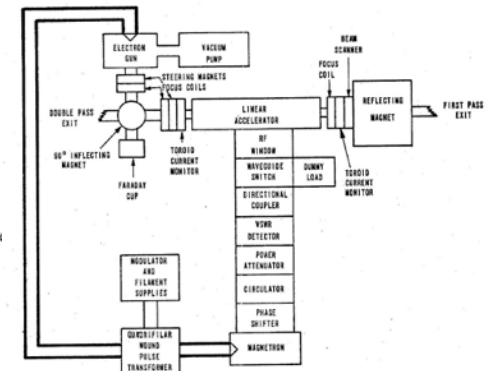 ELECTRON
GUN
VACUUM
PUMP
STEERING MAGNETS
FOCUS COILS
BEAM
SCANNER
FOCUS
COIL
DOUBLE PASS
EXIT
LINEAR
ACCELERATOR
REFLECTING
MAGNET
FIRST PASS
EXIT
90° INFLECTING
MAGNET
TOROID
CURRENT
MONITOR
RF
WINDOW
FARADAY
CUP
WAVEGUIDE
SWITCH
DUMMY
LOAD
TOROID
CURRENT
MONITOR
DIRECTIONAL
COUPLER
VSWR
DETECTOR
POWER
ATTENUATOR
MODULATOR
AND
FILAMENT
SUPPLIES
CIRCULATOR
PHASE
SHIFTER
QUADRIFILAR
WOUND
PULSE
TRANSFORMER
MAGNETRON